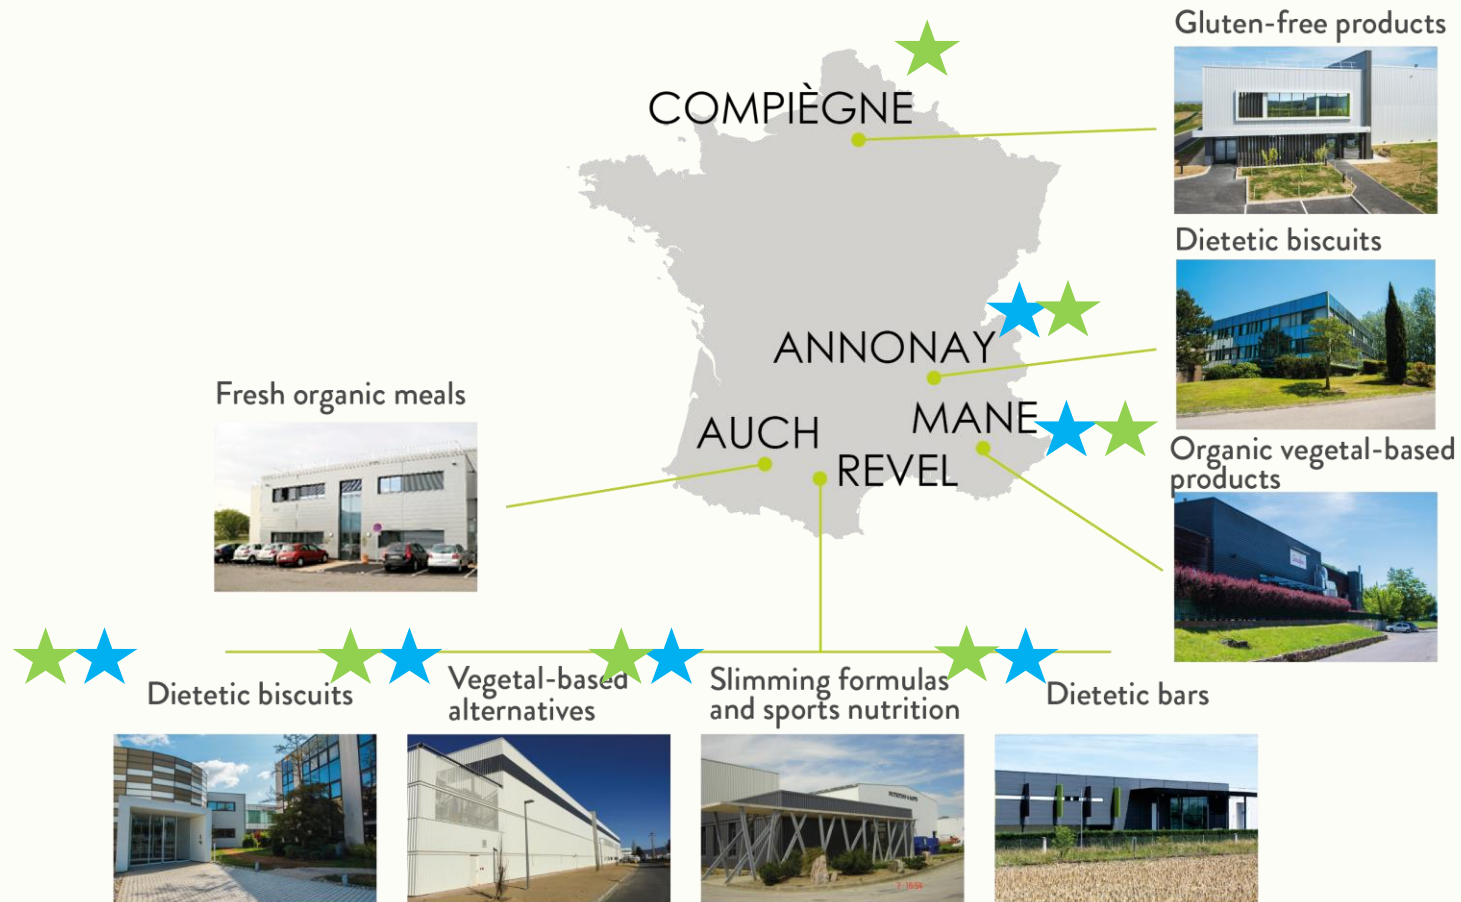 Gluten-free products
COMPIÈGNE
Dietetic biscuits
ANNONAY
Fresh organic meals
AUCH
MANE
REVEL
Organic vegetal-based
products
Dietetic biscuits
Vegetal-based
alternatives
Slimming formulas
and sports nutrition
Dietetic bars